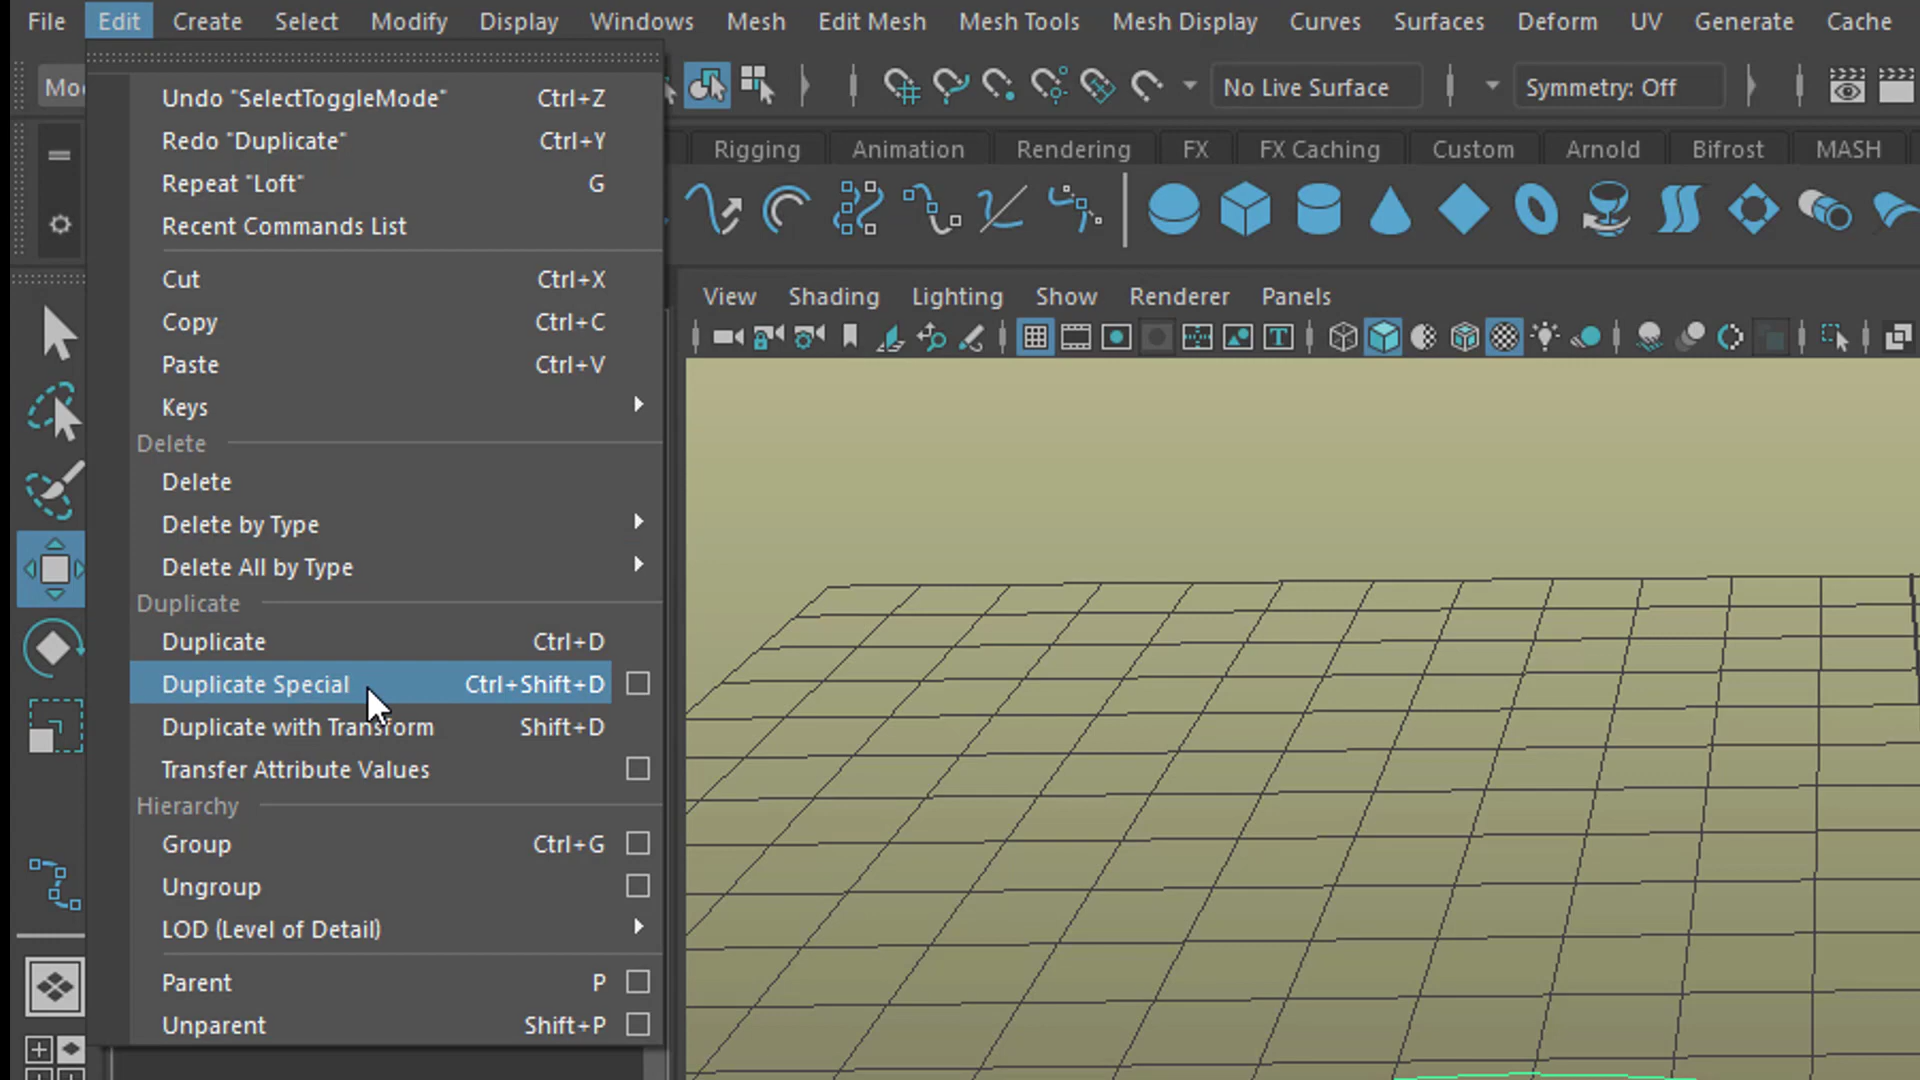 File Edit Create Select Modify Display Windows Mesh Edit Mesh Mesh Tools Mesh Display Curves Surfaces Deform UV Generate Cache
No Live Surface Symmetry: Off
Rigging Animation Rendering FX FX Caching Custom Arnold Bifrost MASH
View Shading Lighting Show Renderer Panels
Undo "SelectToggleMode" Ctrl+Z
Redo "Duplicate" Ctrl+Y
Repeat "Loft" G
Recent Commands List
Cut Ctrl+X
Copy Ctrl+C
Paste Ctrl+V
Keys
Delete
Delete
Delete by Type
Delete All by Type
Duplicate
Duplicate Ctrl+D
Duplicate Special Ctrl+Shift+D
Duplicate with Transform Shift+D
Transfer Attribute Values
Hierarchy
Group Ctrl+G
Ungroup
LOD (Level of Detail)
Parent P
Unparent Shift+P